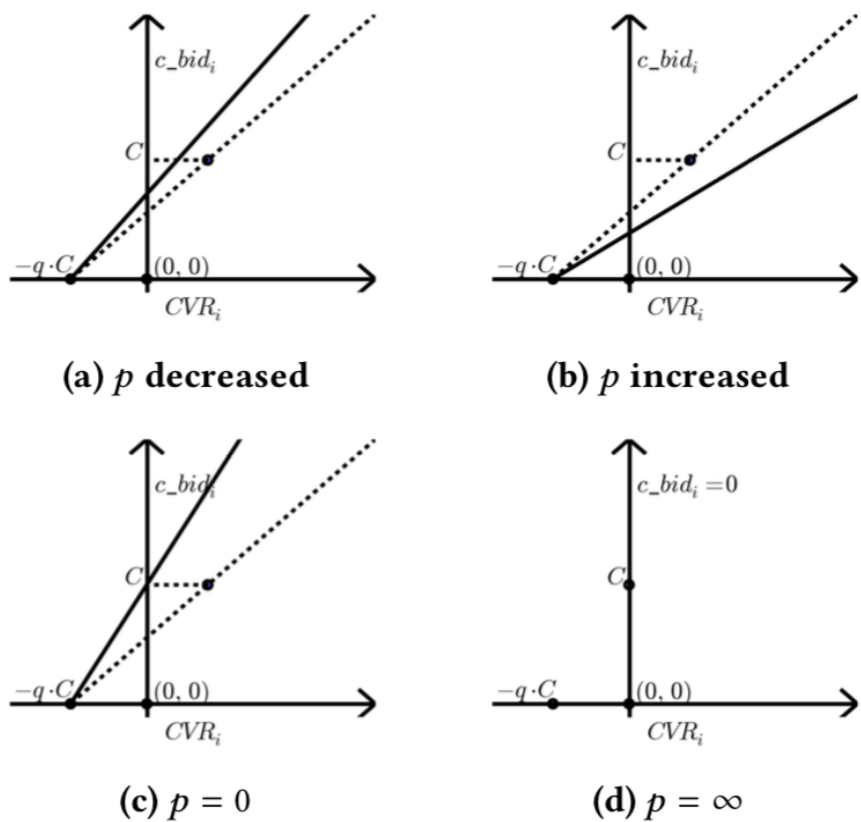 c_bid_i
C
−q·C
(0, 0)
CVR_i
(a) p decreased
c_bid_i
C
−q·C
(0, 0)
CVR_i
(b) p increased
c_bid_i
C
−q·C
(0, 0)
CVR_i
(c) p = 0
c_bid_i =0
C
−q·C
(0, 0)
CVR_i
(d) p = ∞